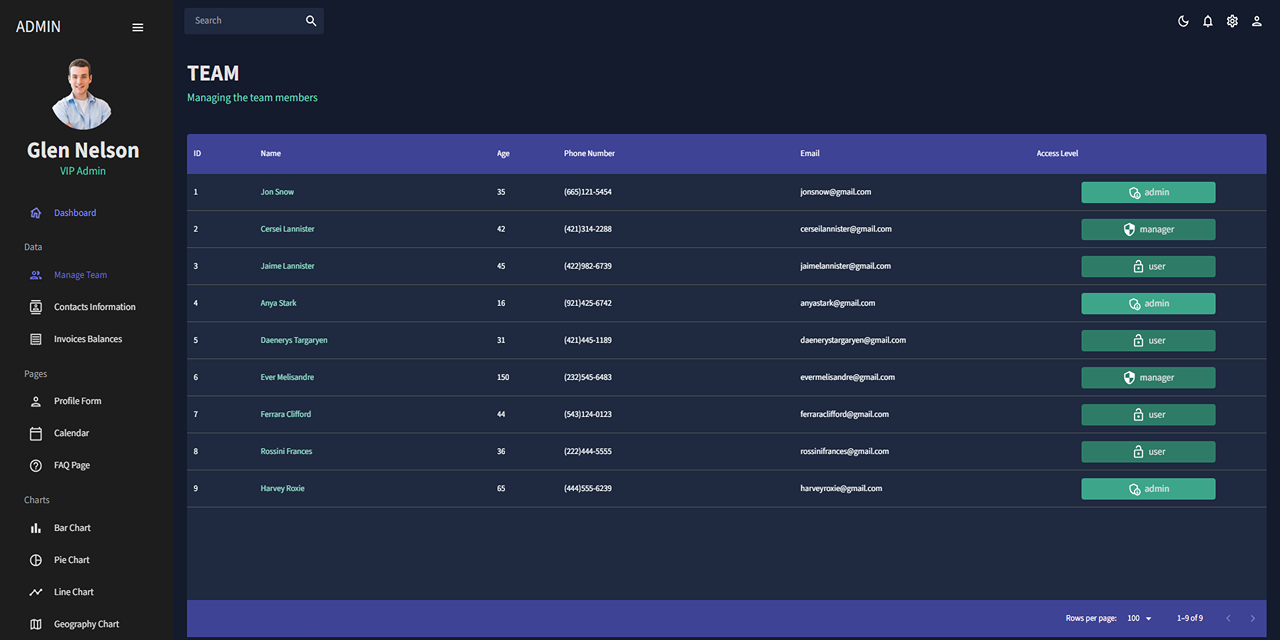 ADMIN
Search
Glen Nelson
VIP Admin
Dashboard
Data
Manage Team
Contacts Information
Invoices Balances
Pages
Profile Form
Calendar
FAQ Page
Charts
Bar Chart
Pie Chart
Line Chart
Geography Chart
TEAM
Managing the team members
ID Name Age Phone Number Email Access Level
1 Jon Snow 35 (665)121-5454 jonsnow@gmail.com admin
2 Cersei Lannister 42 (421)314-2288 cerseilannister@gmail.com manager
3 Jaime Lannister 45 (422)982-6739 jaimelannister@gmail.com user
4 Anya Stark 16 (921)425-6742 anyastark@gmail.com admin
5 Daenerys Targaryen 31 (421)445-1189 daenerystargaryen@gmail.com user
6 Ever Melisandre 150 (232)545-6483 evermelisandre@gmail.com manager
7 Ferrara Clifford 44 (543)124-0123 ferraraclifford@gmail.com user
8 Rossini Frances 36 (222)444-5555 rossinifrances@gmail.com user
9 Harvey Roxie 65 (444)555-6239 harveyroxie@gmail.com admin
Rows per page: 100 1–9 of 9